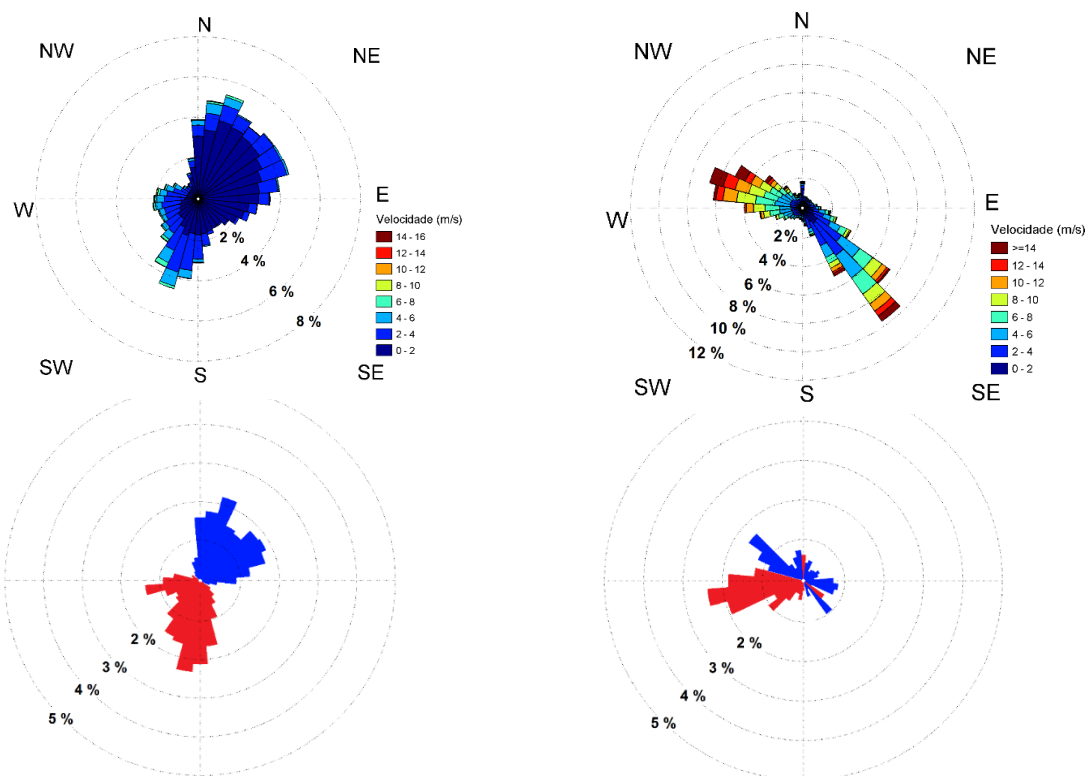 N
NW
NE
W
E
2 %
4 %
6 %
8 %
SW
S
SE
Velocidade (m/s)
14 - 16
12 - 14
10 - 12
8 - 10
6 - 8
4 - 6
2 - 4
0 - 2
N
NW
NE
W
E
2 %
4 %
6 %
8 %
10 %
12 %
SW
S
SE
Velocidade (m/s)
>=14
12 - 14
10 - 12
8 - 10
6 - 8
4 - 6
2 - 4
0 - 2
2 %
3 %
4 %
5 %
2 %
3 %
4 %
5 %